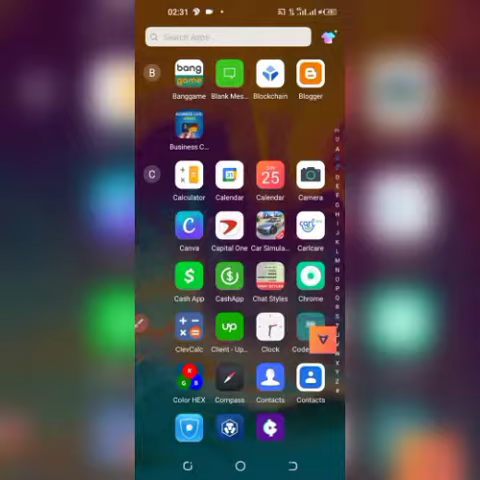 02:31
Search Apps
B
bang
game
Banggame Blank Mes... Blockchain Blogger
Business C...
C
31
SUN
25
Calculator Calendar Calendar Camera
Canva Capital One Car Simula... Carlcare
Cash App CashApp Chat Styles Chrome
up
ClevCalc Client - Up... Clock Code
R
G B
Color HEX Compass Contacts Contacts